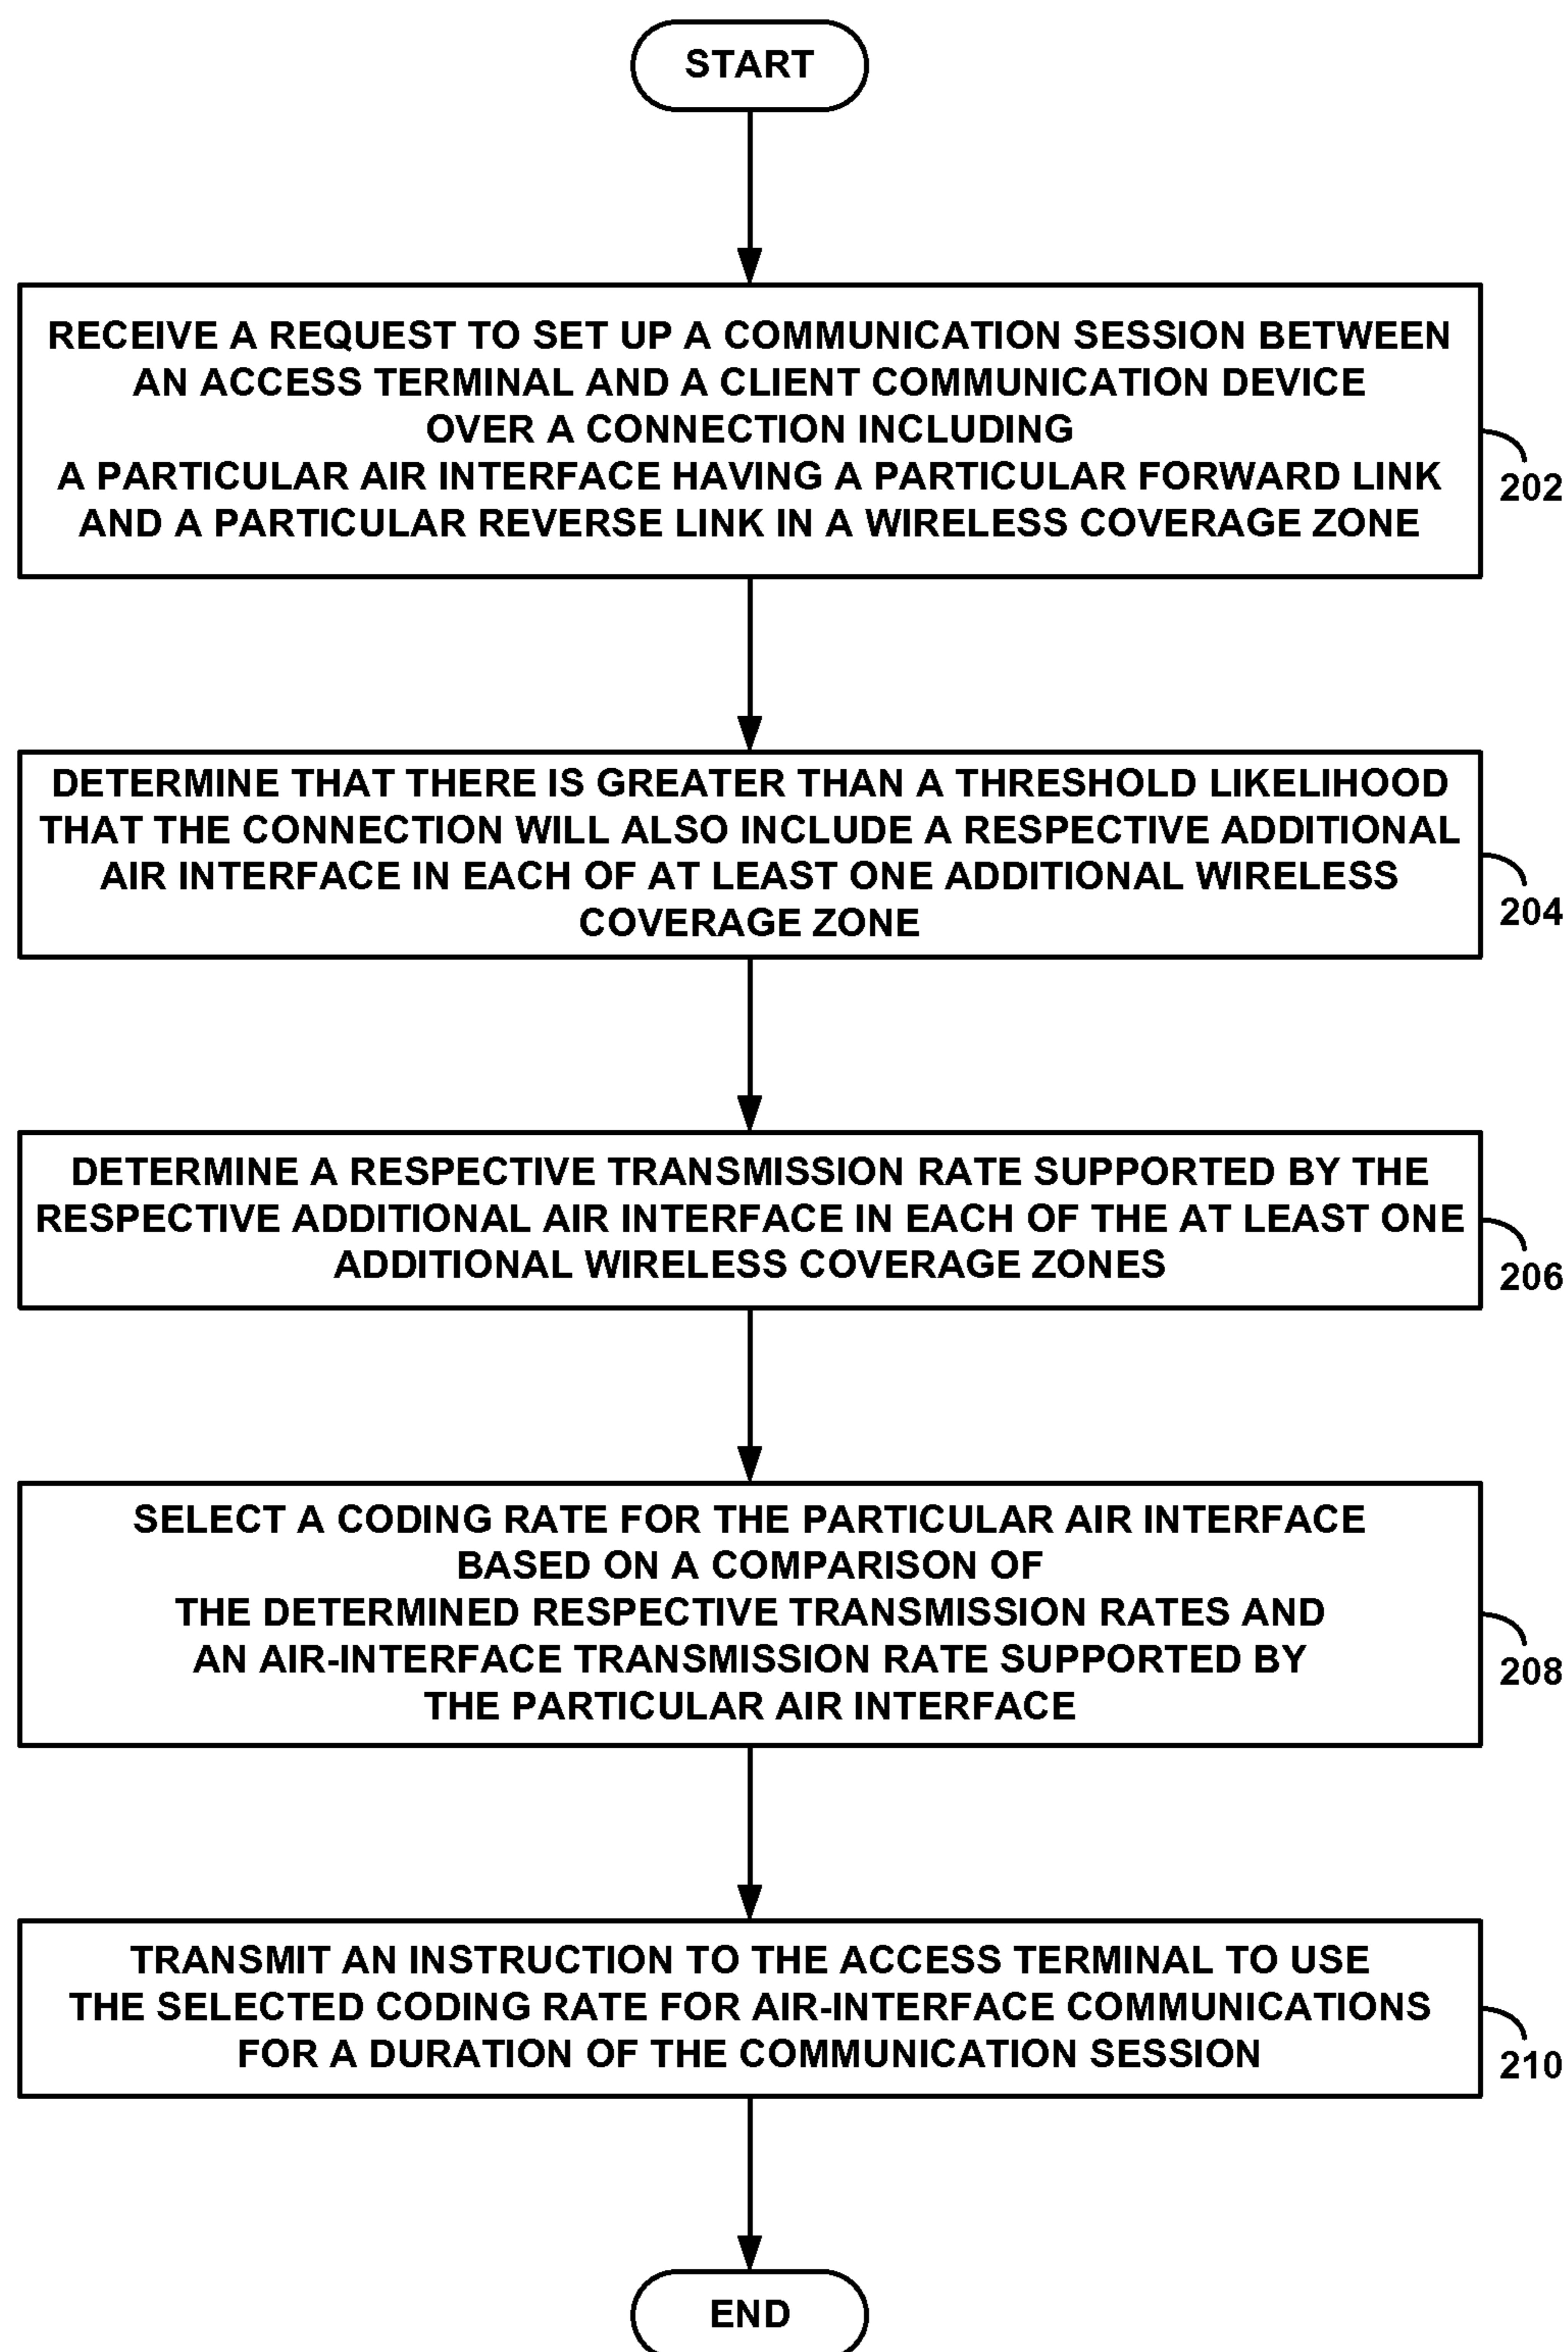 START
RECEIVE A REQUEST TO SET UP A COMMUNICATION SESSION BETWEEN
AN ACCESS TERMINAL AND A CLIENT COMMUNICATION DEVICE
OVER A CONNECTION INCLUDING
A PARTICULAR AIR INTERFACE HAVING A PARTICULAR FORWARD LINK
AND A PARTICULAR REVERSE LINK IN A WIRELESS COVERAGE ZONE
202
DETERMINE THAT THERE IS GREATER THAN A THRESHOLD LIKELIHOOD
THAT THE CONNECTION WILL ALSO INCLUDE A RESPECTIVE ADDITIONAL
AIR INTERFACE IN EACH OF AT LEAST ONE ADDITIONAL WIRELESS
COVERAGE ZONE
204
DETERMINE A RESPECTIVE TRANSMISSION RATE SUPPORTED BY THE
RESPECTIVE ADDITIONAL AIR INTERFACE IN EACH OF THE AT LEAST ONE
ADDITIONAL WIRELESS COVERAGE ZONES
206
SELECT A CODING RATE FOR THE PARTICULAR AIR INTERFACE
BASED ON A COMPARISON OF
THE DETERMINED RESPECTIVE TRANSMISSION RATES AND
AN AIR-INTERFACE TRANSMISSION RATE SUPPORTED BY
THE PARTICULAR AIR INTERFACE
208
TRANSMIT AN INSTRUCTION TO THE ACCESS TERMINAL TO USE
THE SELECTED CODING RATE FOR AIR-INTERFACE COMMUNICATIONS
FOR A DURATION OF THE COMMUNICATION SESSION
210
END